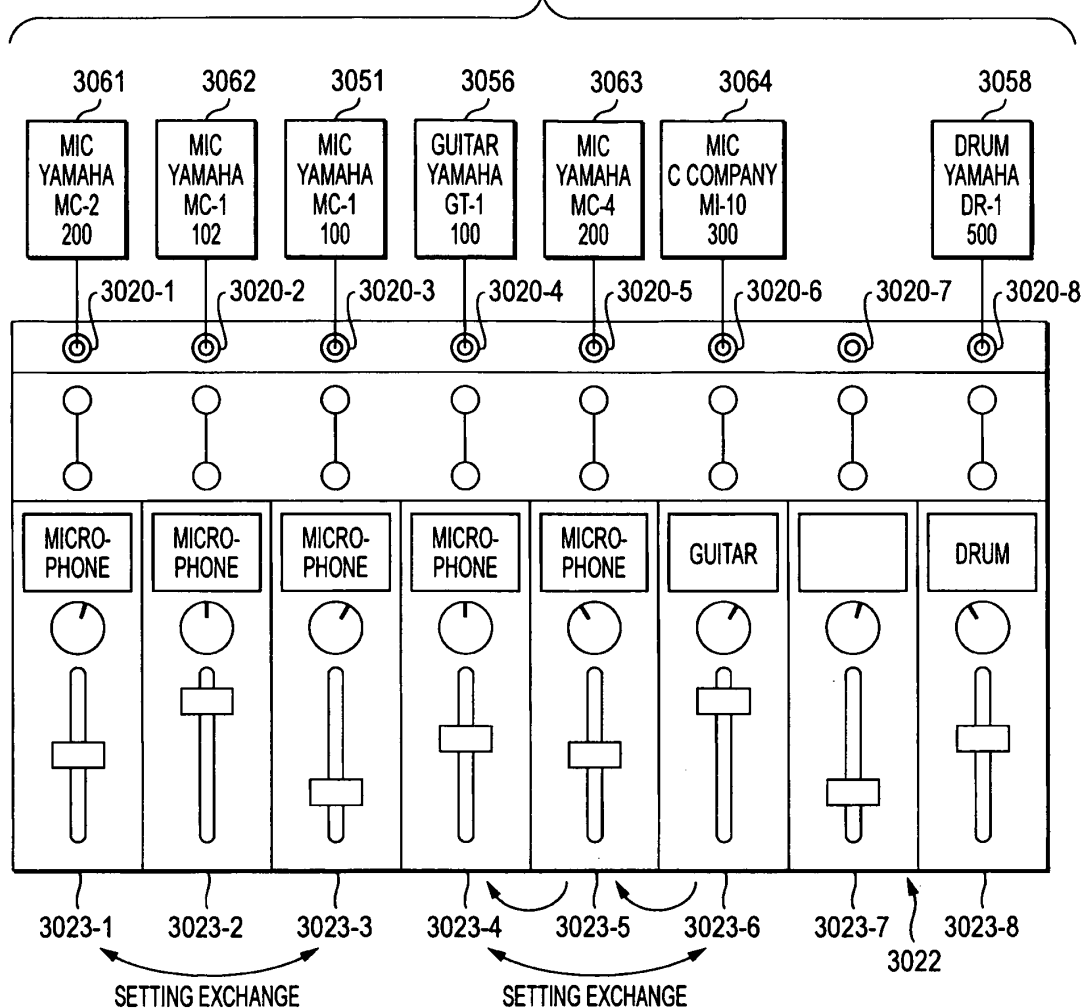 3061 3062 3051 3056 3063 3064 3058
MIC
YAMAHA
MC-2
200
MIC
YAMAHA
MC-1
102
MIC
YAMAHA
MC-1
100
GUITAR
YAMAHA
GT-1
100
MIC
YAMAHA
MC-4
200
MIC
C COMPANY
MI-10
300
DRUM
YAMAHA
DR-1
500
3020-1 3020-2 3020-3 3020-4 3020-5 3020-6 3020-7 3020-8
MICRO-
PHONE
MICRO-
PHONE
MICRO-
PHONE
MICRO-
PHONE
MICRO-
PHONE
GUITAR
DRUM
3023-1 3023-2 3023-3 3023-4 3023-5 3023-6 3023-7 3023-8
3022
SETTING EXCHANGE SETTING EXCHANGE